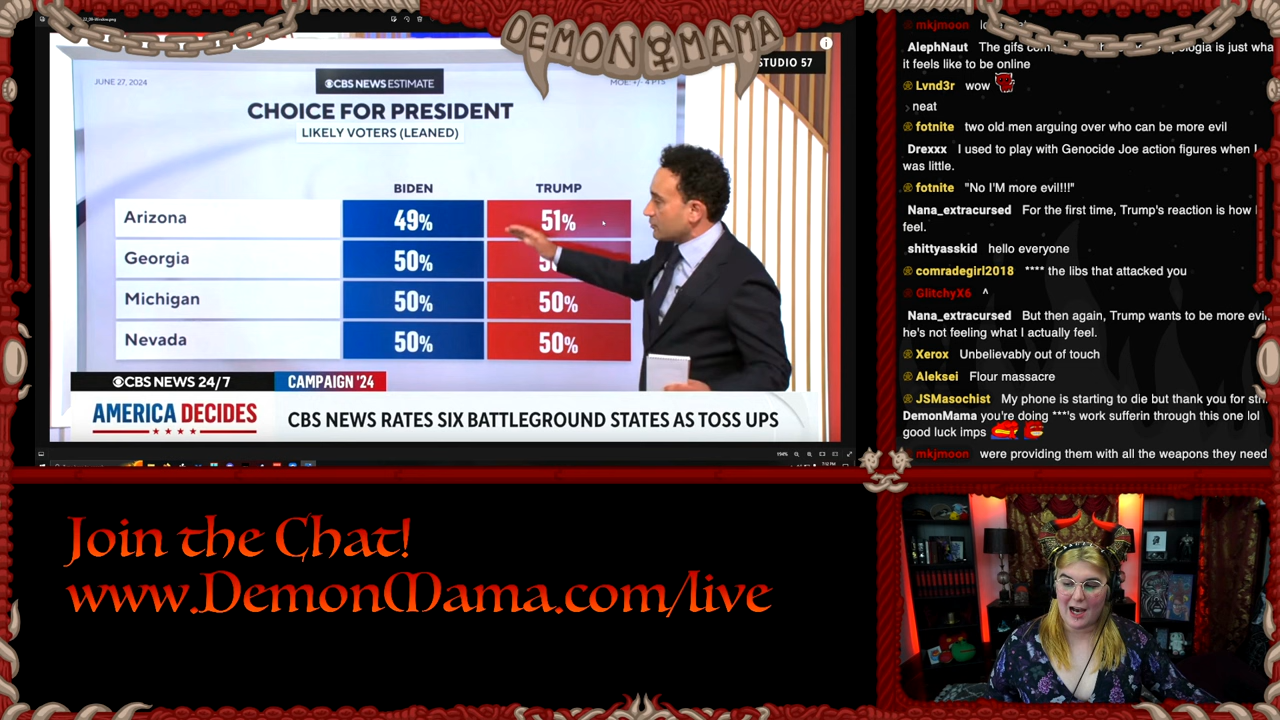 DEMON MAMA
STUDIO 57
JUNE 27, 2024
CBS NEWS ESTIMATE
MOE: +/- 4 PTS
CHOICE FOR PRESIDENT
LIKELY VOTERS (LEANED)
BIDEN TRUMP
Arizona 49% 51%
Georgia 50%
Michigan 50% 50%
Nevada 50% 50%
CBS NEWS 24/7 CAMPAIGN '24
AMERICA DECIDES
CBS NEWS RATES SIX BATTLEGROUND STATES AS TOSS UPS
mkjmoon
AlephNaut The gifs is just wha
it feels like to be online
Lvnd3r wow
neat
fotnite two old men arguing over who can be more evil
Drexxx I used to play with Genocide Joe action figures when I
was little.
fotnite "No I'M more evil!!!"
Nana_extracursed For the first time, Trump's reaction is how I
feel.
shittyasskid hello everyone
comradegirl2018 **** the libs that attacked you
GlitchyX6 ^
Nana_extracursed But then again, Trump wants to be more evil.
he's not feeling what I actually feel.
Xerox Unbelievably out of touch
Aleksei Flour massacre
JSMasochist My phone is starting to die but thank you for
DemonMama you're doing ***'s work sufferin through this one lol
good luck imps
mkjmoon were providing them with all the weapons they need
Join the Chat!
www.DemonMama.com/live